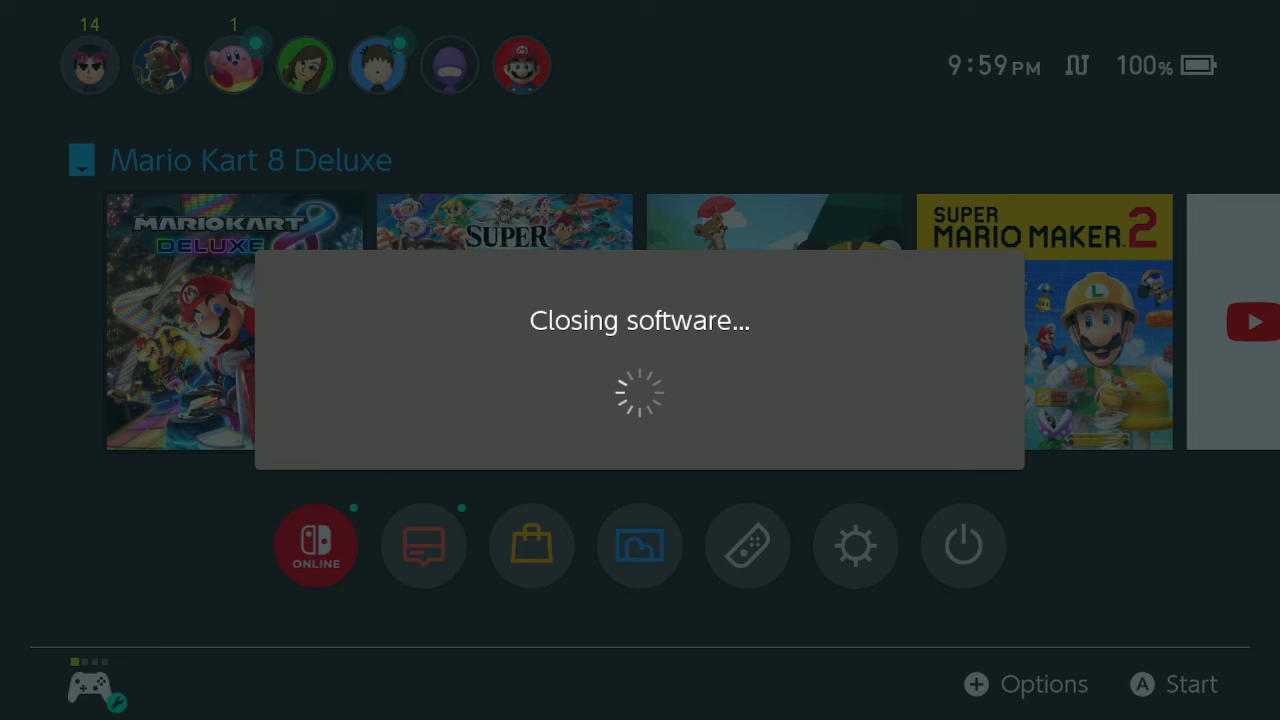 14
1
9:59 PM
100%
Mario Kart 8 Deluxe
MARIOKART 8
DELUXE
SUPER
SUPER
MARIO MAKER 2
L
Closing software...
ONLINE
Options
A
Start